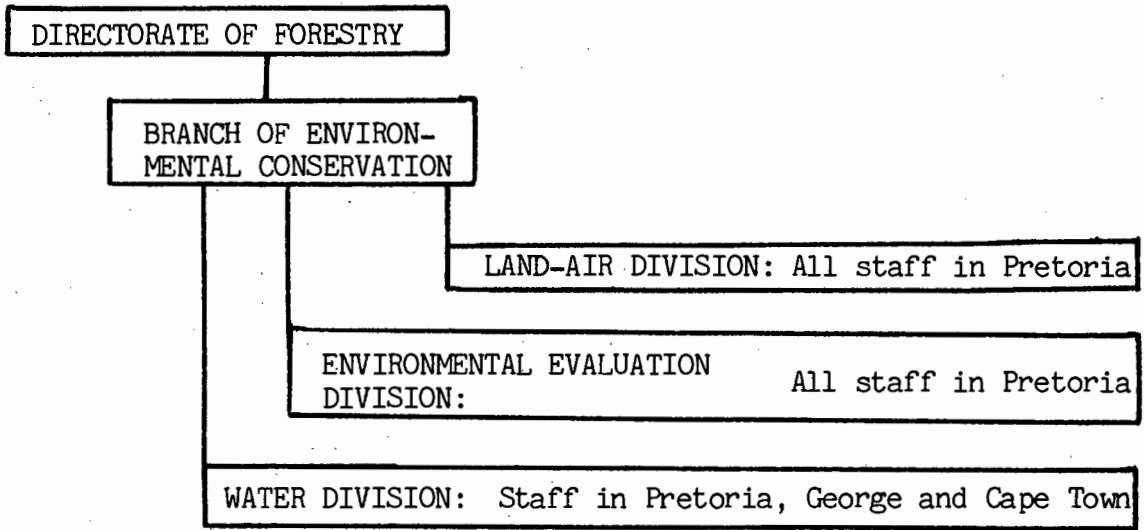 DIRECTORATE OF FORESTRY
BRANCH OF ENVIRON-
MENTAL CONSERVATION
LAND-AIR DIVISION: All staff in Pretoria
ENVIRONMENTAL EVALUATION
DIVISION: All staff in Pretoria
WATER DIVISION: Staff in Pretoria, George and Cape Town